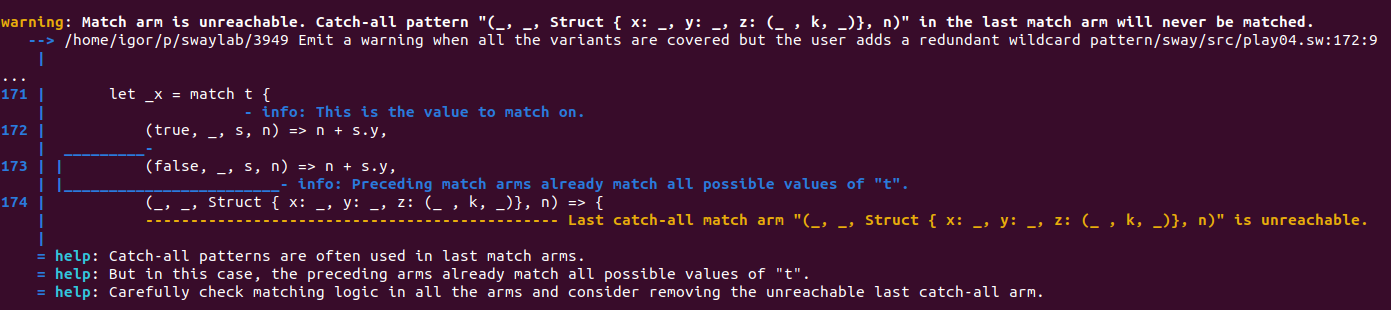 warning: Match arm is unreachable. Catch-all pattern "(_, _, Struct { x: _, y: _, z: (_ , k, _)}, n)" in the last match arm will never be matched.
--> /home/igor/p/swaylab/3949 Emit a warning when all the variants are covered but the user adds a redundant wildcard pattern/sway/src/play04.sw:172:9
|
...
171 | let _x = match t {
| - info: This is the value to match on.
172 | (true, _, s, n) => n + s.y,
| _________-
173 | | (false, _, s, n) => n + s.y,
| |________________________- info: Preceding match arms already match all possible values of "t".
174 | (_, _, Struct { x: _, y: _, z: (_ , k, _)}, n) => {
| ---------------------------------------------- Last catch-all match arm "(_, _, Struct { x: _, y: _, z: (_ , k, _)}, n)" is unreachable.
|
= help: Catch-all patterns are often used in last match arms.
= help: But in this case, the preceding arms already match all possible values of "t".
= help: Carefully check matching logic in all the arms and consider removing the unreachable last catch-all arm.